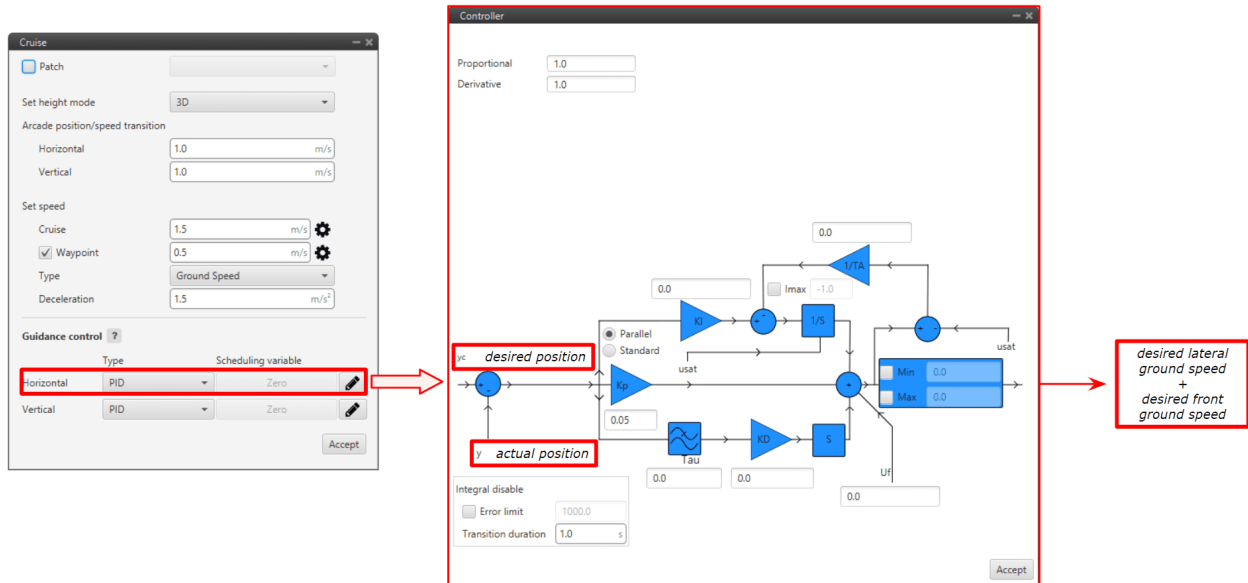 Cruise
Patch
Set height mode 3D
Arcade position/speed transition
Horizontal 1.0 m/s
Vertical 1.0 m/s
Set speed
Cruise 1.5 m/s
Waypoint 0.5 m/s
Type Ground Speed
Deceleration 1.5 m/s²
Guidance control ?
Type Scheduling variable
Horizontal PID Zero
Vertical PID Zero
Accept
Controller
Proportional 1.0
Derivative 1.0
0.0
1/TA
0.0
Imax -1.0
KI + - 1/S
Parallel
Standard
+ -
usat
usat
yc desired position
+ -
Kp
+
Min 0.0
Max 0.0
0.05
y actual position
Tau
KD
S
0.0
0.0
Uf
0.0
Integral disable
Error limit 1000.0
Transition duration 1.0 s
Accept
desired lateral
ground speed
+
desired front
ground speed